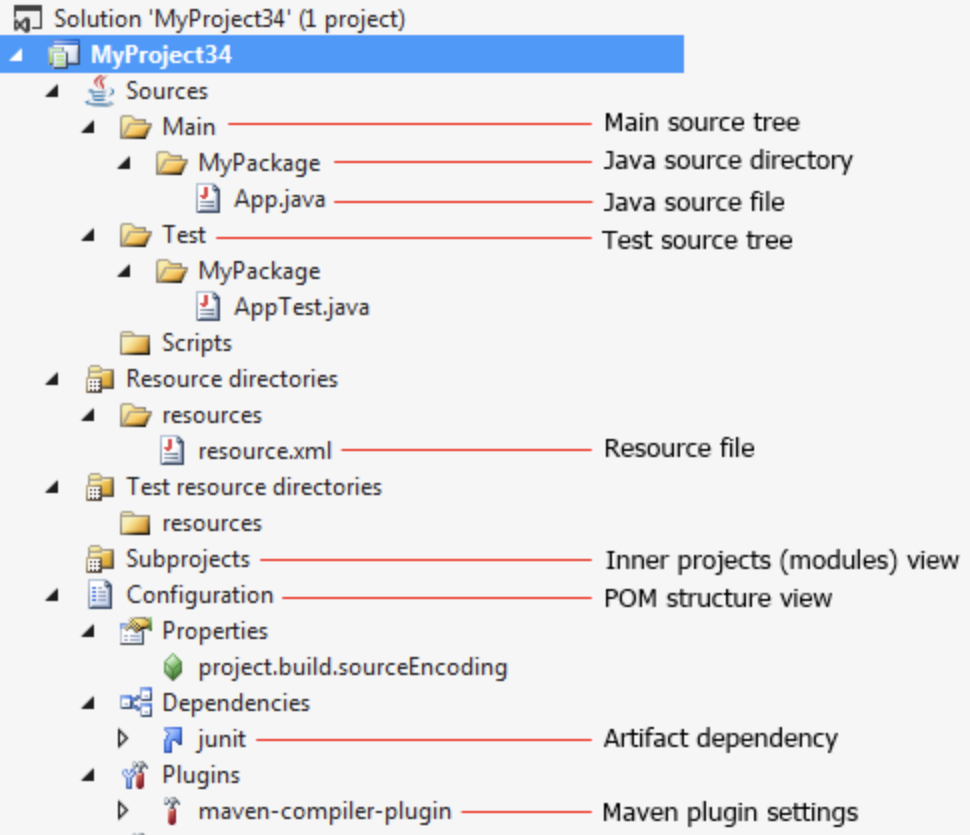 Solution 'MyProject34' (1 project)
MyProject34
Sources
Main Main source tree
MyPackage Java source directory
App.java Java source file
Test Test source tree
MyPackage
AppTest.java
Scripts
Resource directories
resources
resource.xml Resource file
Test resource directories
resources
Subprojects Inner projects (modules) view
Configuration POM structure view
Properties
project.build.sourceEncoding
Dependencies
junit Artifact dependency
Plugins
maven-compiler-plugin Maven plugin settings